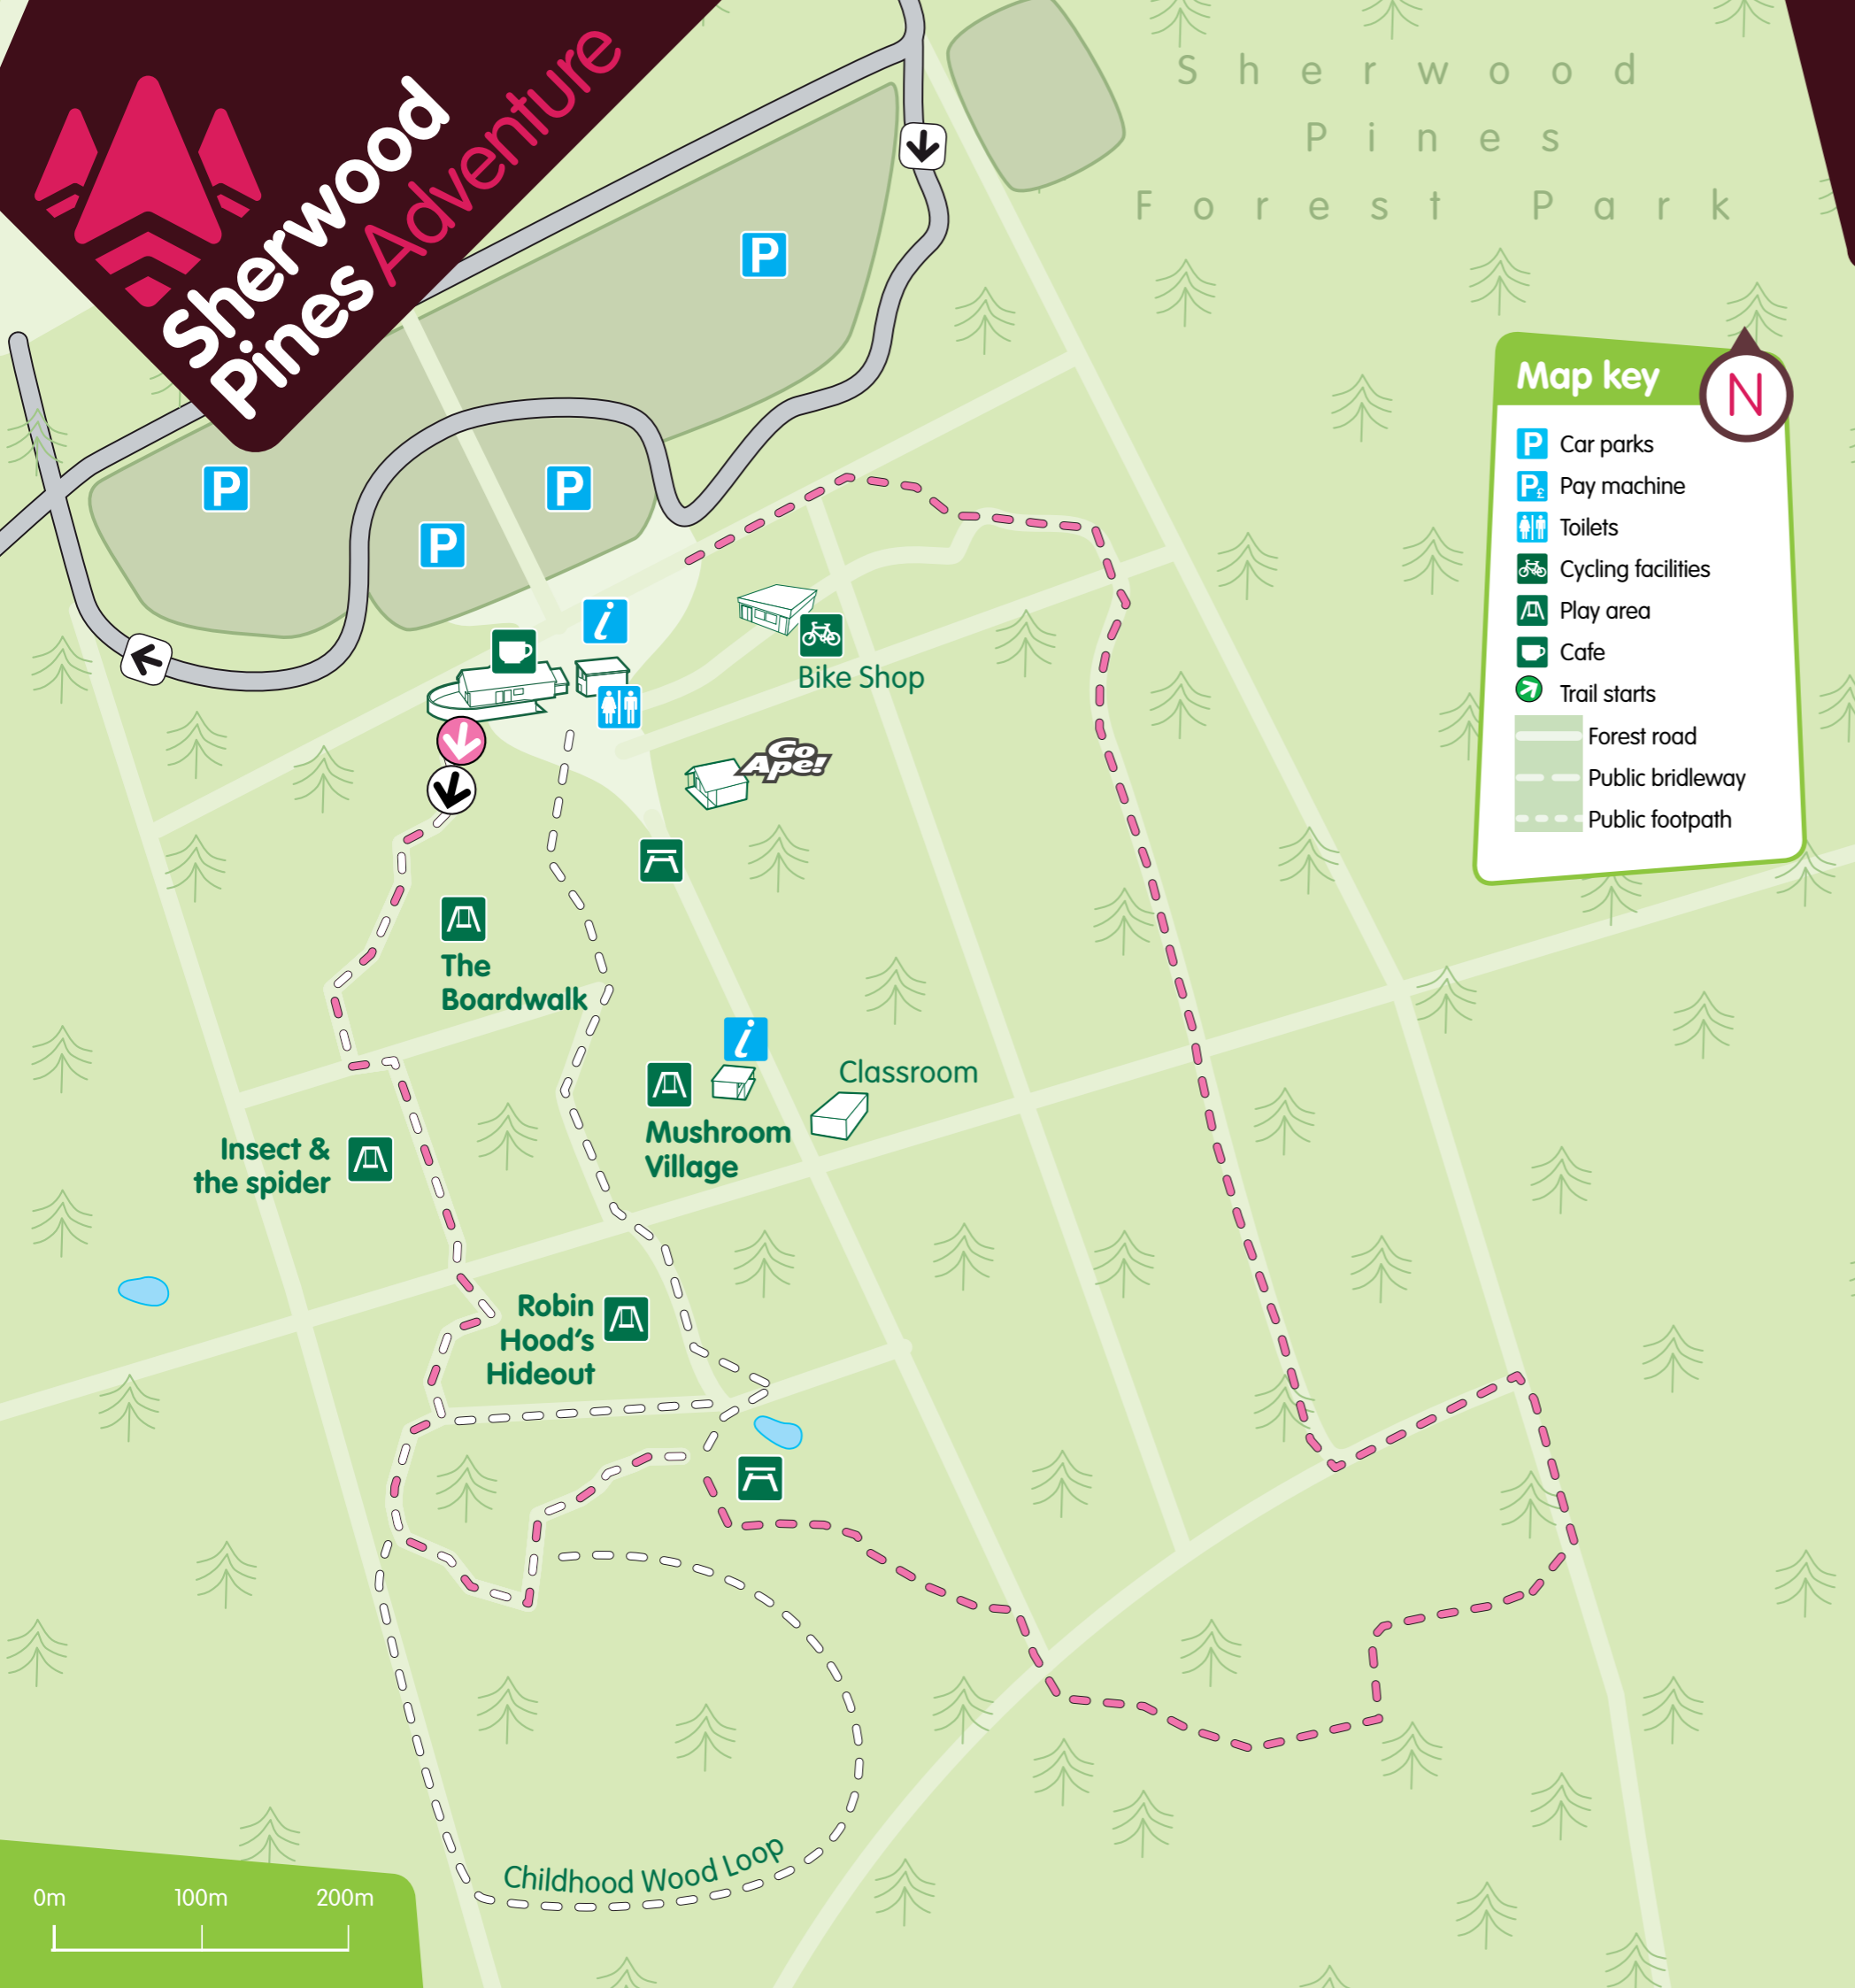 Sherwood
Pines Adventure
Sherwood
Pines
Forest Park
P
P
P
P
Map key
N
P Car parks
P£ Pay machine
Toilets
Cycling facilities
Play area
Cafe
Trail starts
Forest road
Public bridleway
Public footpath
i
Bike Shop
Go
Ape!
The
Boardwalk
i
Classroom
Mushroom
Village
Insect &
the spider
Robin
Hood's
Hideout
Childhood Wood Loop
0m 100m 200m